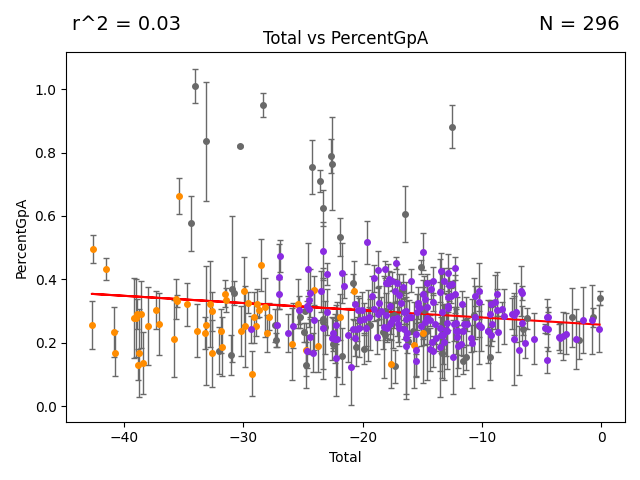 r^2 = 0.03
N = 296
Total vs PercentGpA
PercentGpA
1.0
0.8
0.6
0.4
0.2
0.0
−40
−30
−20
−10
0
Total